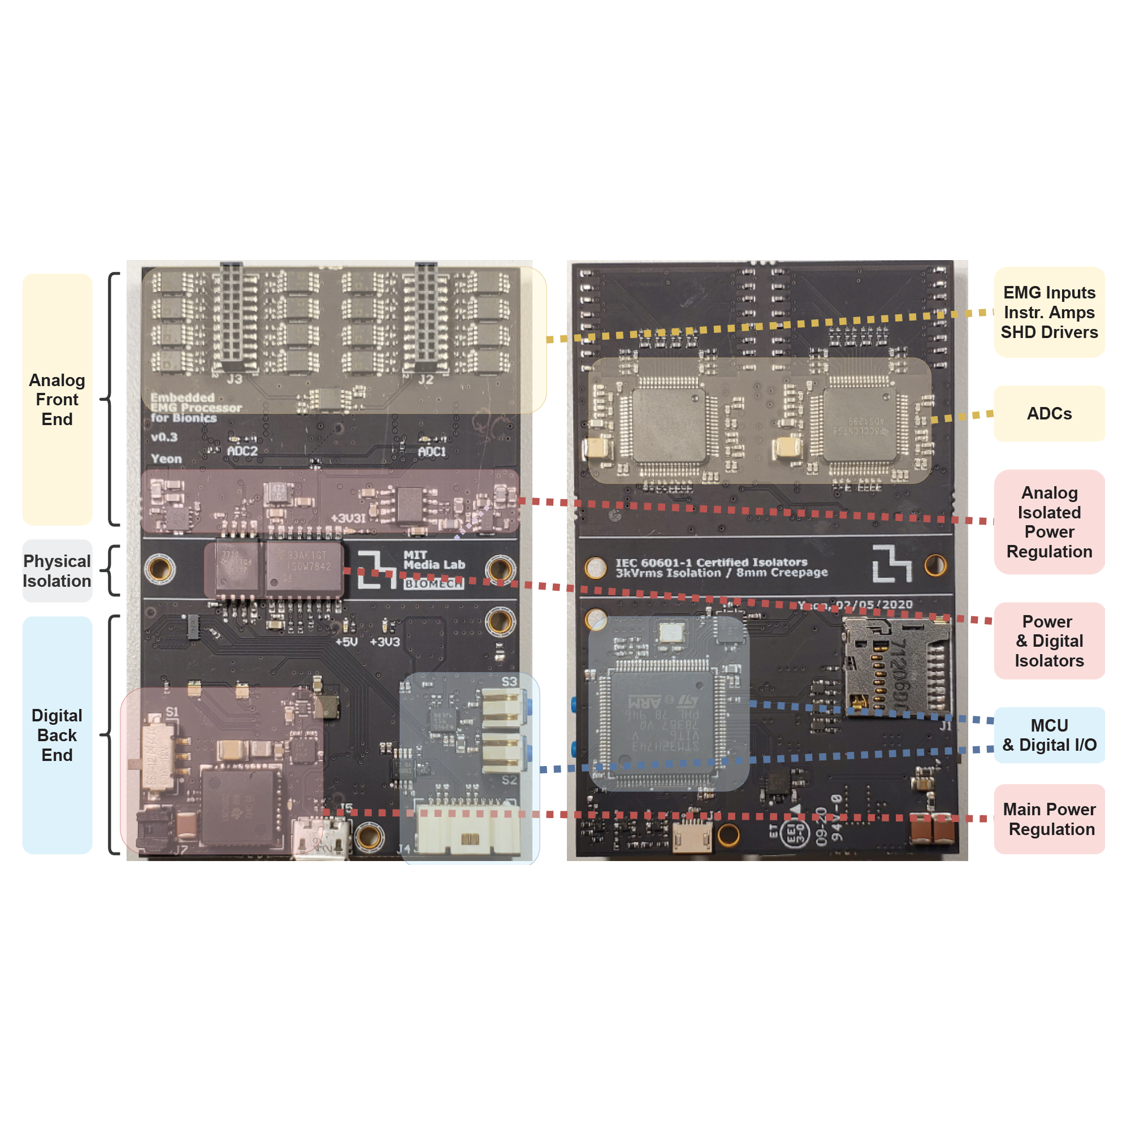 Analog
Front
End
Physical
Isolation
Digital
Back
End
J3
J2
Embedded
EMG Processor
for Bionics
v0.3
Yeon
ADC2
ADC1
+3V3I
MIT
Media Lab
BIOMECH
+5V
+3V3
S1
S3
S2
J5
J7
J4
IEC 60601-1 Certified Isolators
3kVrms Isolation / 8mm Creepage
Yeon, 02/05/2020
ARM
J1
ET
09-20
94V-0
EMG Inputs
Instr. Amps
SHD Drivers
ADCs
Analog
Isolated
Power
Regulation
Power
& Digital
Isolators
MCU
& Digital I/O
Main Power
Regulation